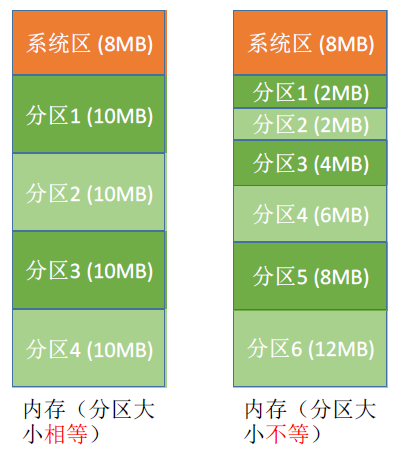 系统区 (8MB)
分区1 (10MB)
分区2 (10MB)
分区3 (10MB)
分区4 (10MB)
内存（分区大
小相等）
系统区 (8MB)
分区1 (2MB)
分区2 (2MB)
分区3 (4MB)
分区4 (6MB)
分区5 (8MB)
分区6 (12MB)
内存（分区大
小不等）